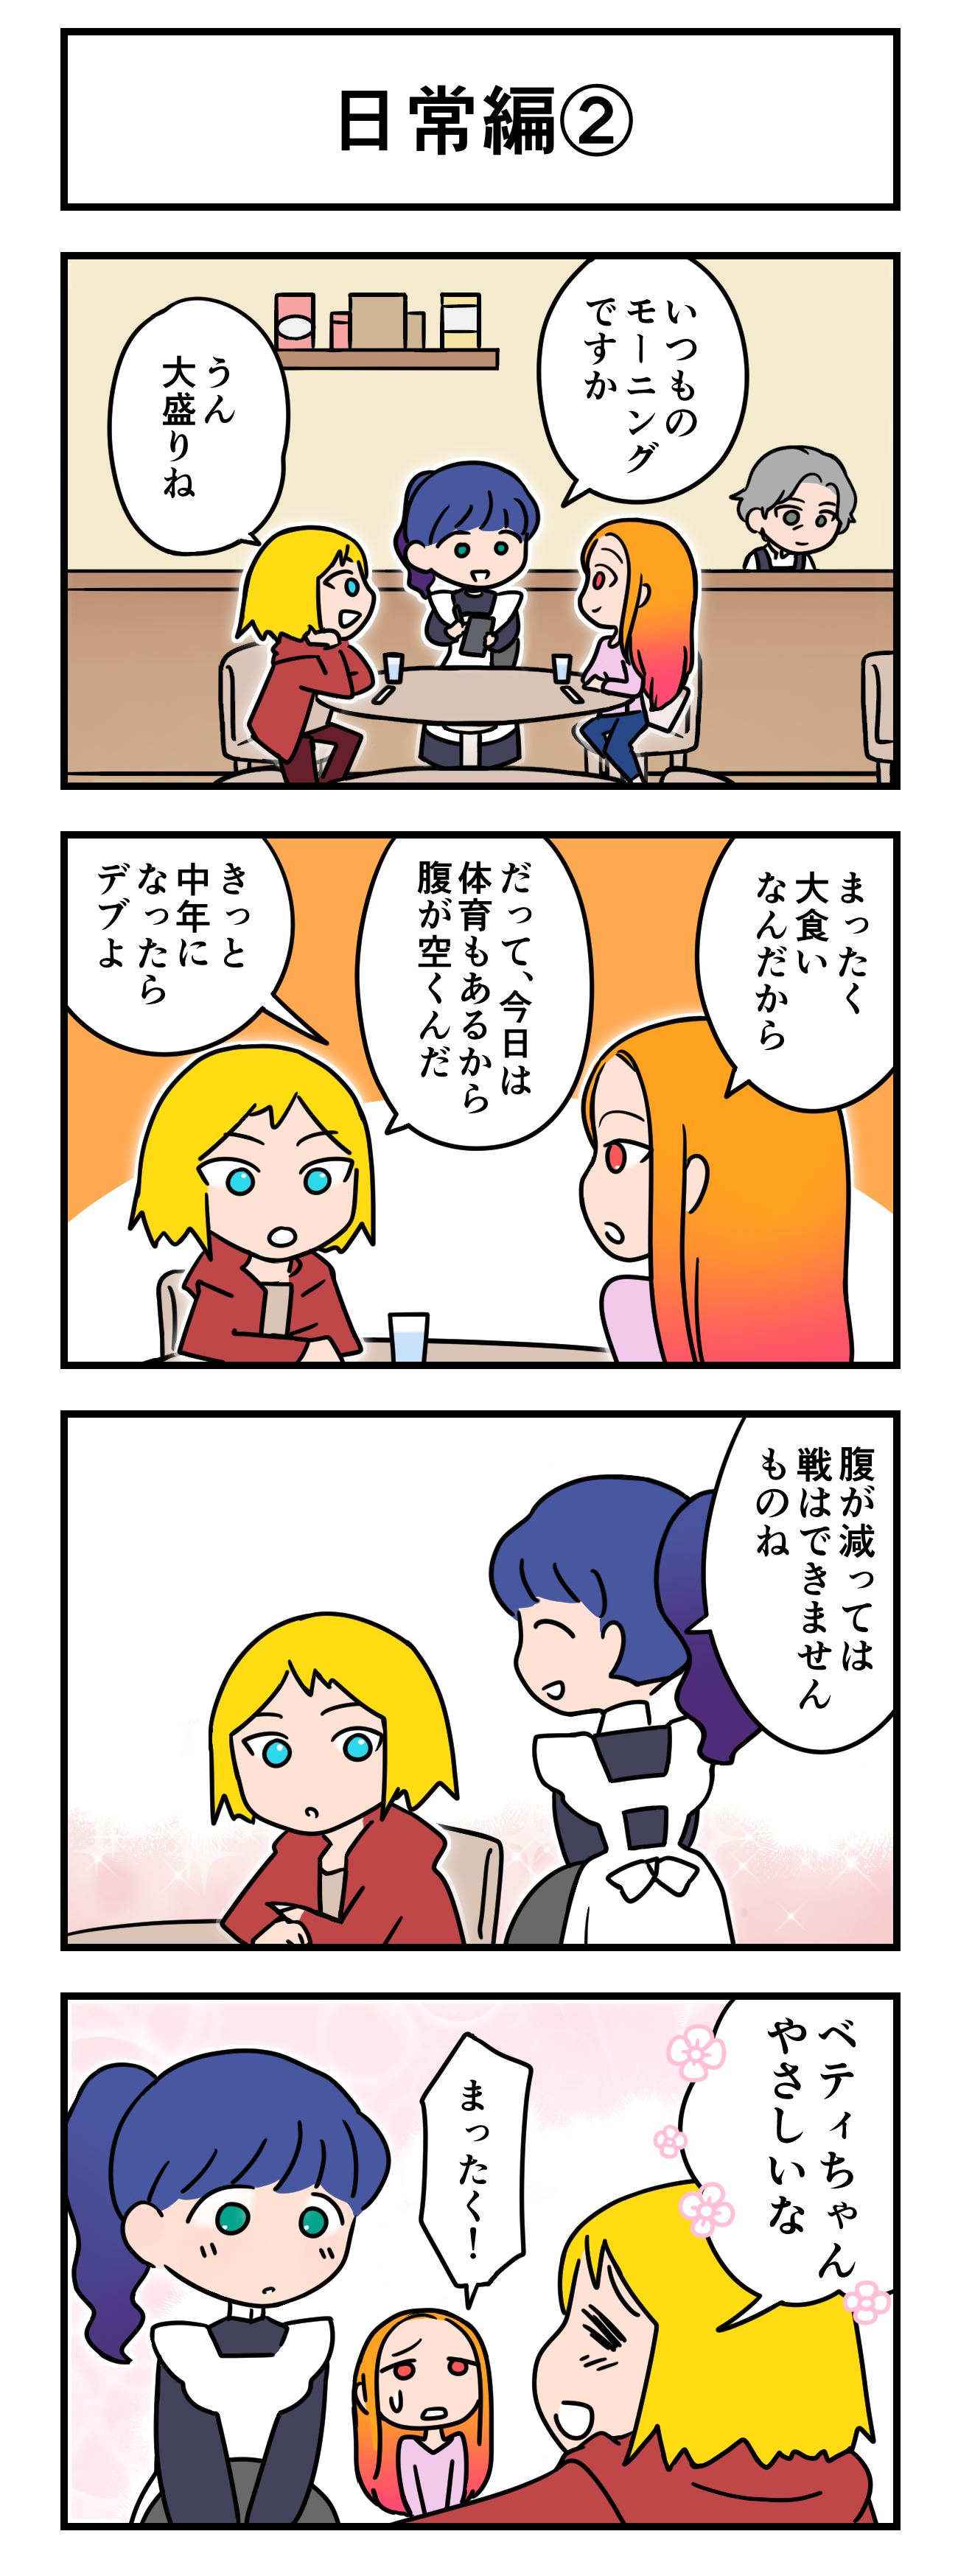 日常編②
いつもの
モーニング
ですか
うん
大盛りね
まったく
大食い
なんだから
だって、今日は
体育もあるから
腹が空くんだ
きっと
中年に
なったら
デブよ
腹が減っては
戦はできません
ものね
ベティちゃん
やさしいな
まったく！